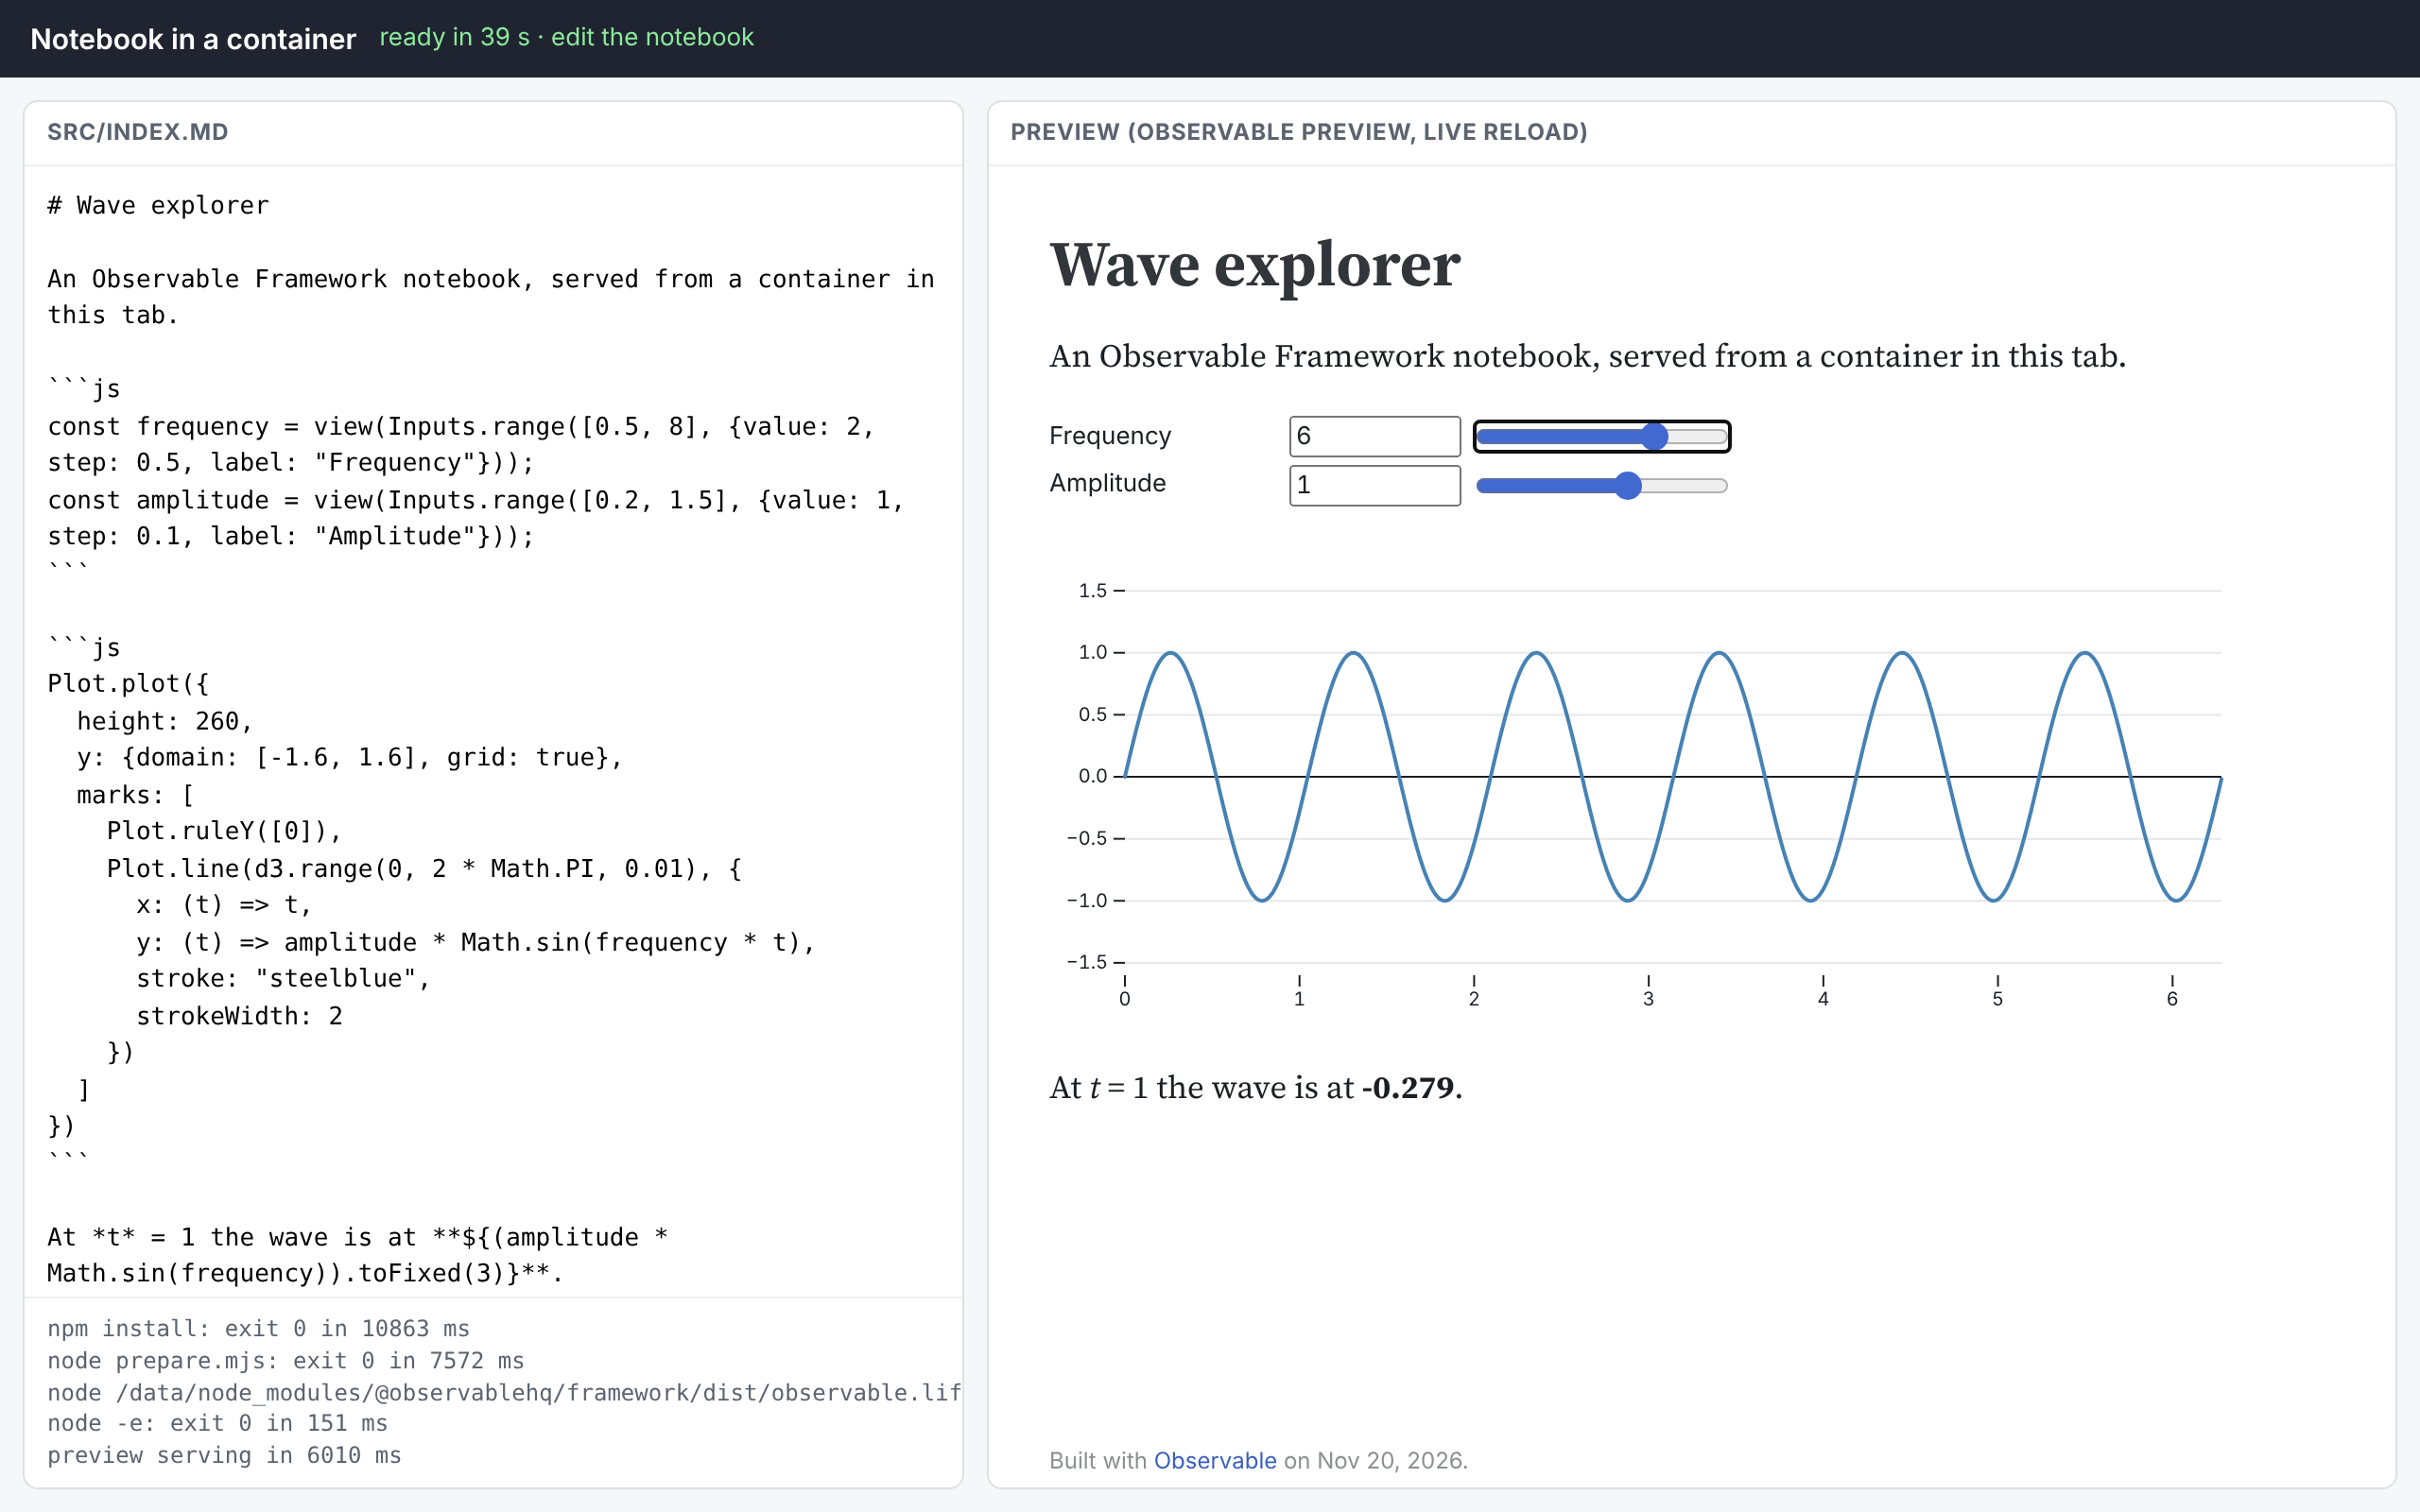 Notebook in a container
ready in 39 s · edit the notebook
SRC/INDEX.MD
# Wave explorer
An Observable Framework notebook, served from a container in
this tab.
```js
const frequency = view(Inputs.range([0.5, 8], {value: 2,
step: 0.5, label: "Frequency"}));
const amplitude = view(Inputs.range([0.2, 1.5], {value: 1,
step: 0.1, label: "Amplitude"}));
```
```js
Plot.plot({
  height: 260,
  y: {domain: [-1.6, 1.6], grid: true},
  marks: [
    Plot.ruleY([0]),
    Plot.line(d3.range(0, 2 * Math.PI, 0.01), {
      x: (t) => t,
      y: (t) => amplitude * Math.sin(frequency * t),
      stroke: "steelblue",
      strokeWidth: 2
    })
  ]
})
```
At *t* = 1 the wave is at **${(amplitude *
Math.sin(frequency)).toFixed(3)}**.
npm install: exit 0 in 10863 ms
node prepare.mjs: exit 0 in 7572 ms
node /data/node_modules/@observablehq/framework/dist/observable.lif
node -e: exit 0 in 151 ms
preview serving in 6010 ms
PREVIEW (OBSERVABLE PREVIEW, LIVE RELOAD)
Wave explorer
An Observable Framework notebook, served from a container in this tab.
Frequency 6
Amplitude 1
1.5
1.0
0.5
0.0
−0.5
−1.0
−1.5
0 1 2 3 4 5 6
At t = 1 the wave is at -0.279.
Built with Observable on Nov 20, 2026.